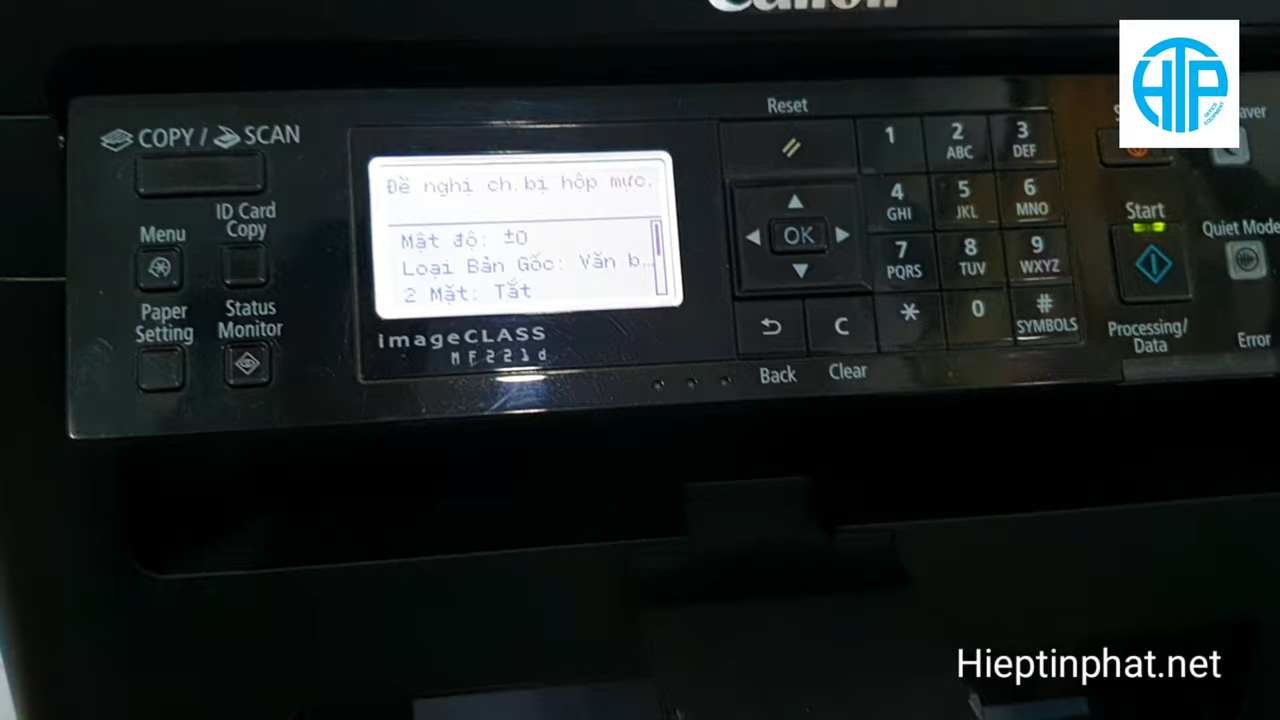 Canon
HTP
OFFICE EQUIPMENT
COPY / SCAN
Menu
ID Card
Copy
Paper
Setting
Status
Monitor
Đề nghị ch.bị hộp mực.
Mật độ: ±0
Loại Bản Gốc: Văn b...
2 Mặt: Tắt
imageCLASS
MF221d
Reset
OK
Back
Clear
C
1
2
ABC
3
DEF
4
GHI
5
JKL
6
MNO
7
PQRS
8
TUV
9
WXYZ
*
0
#
SYMBOLS
Start
Processing/
Data
Quiet Mode
Error
Hieptinphat.net